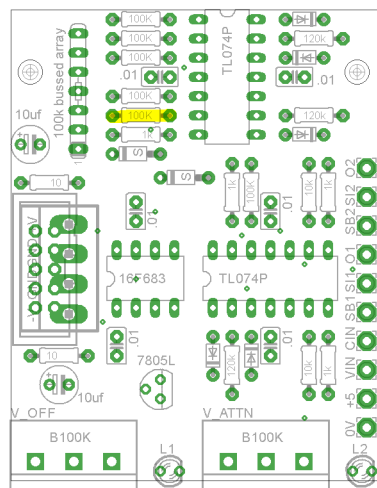 100k bussed array
1
10uf
+
100K
100K
100K
.01
100K
100K
1k
S
TL074P
120k
.01
120k
S
10
.01
1k
100K
.01
10k
1k
O2
SI2
SB2
O1
SI1
SB1
CIN
VIN
+5
0V
16F683
TL074P
.01
10
+
10uf
7805L
120k
.01
10k
1k
V_OFF
B100K
L1
V_ATTN
B100K
L2